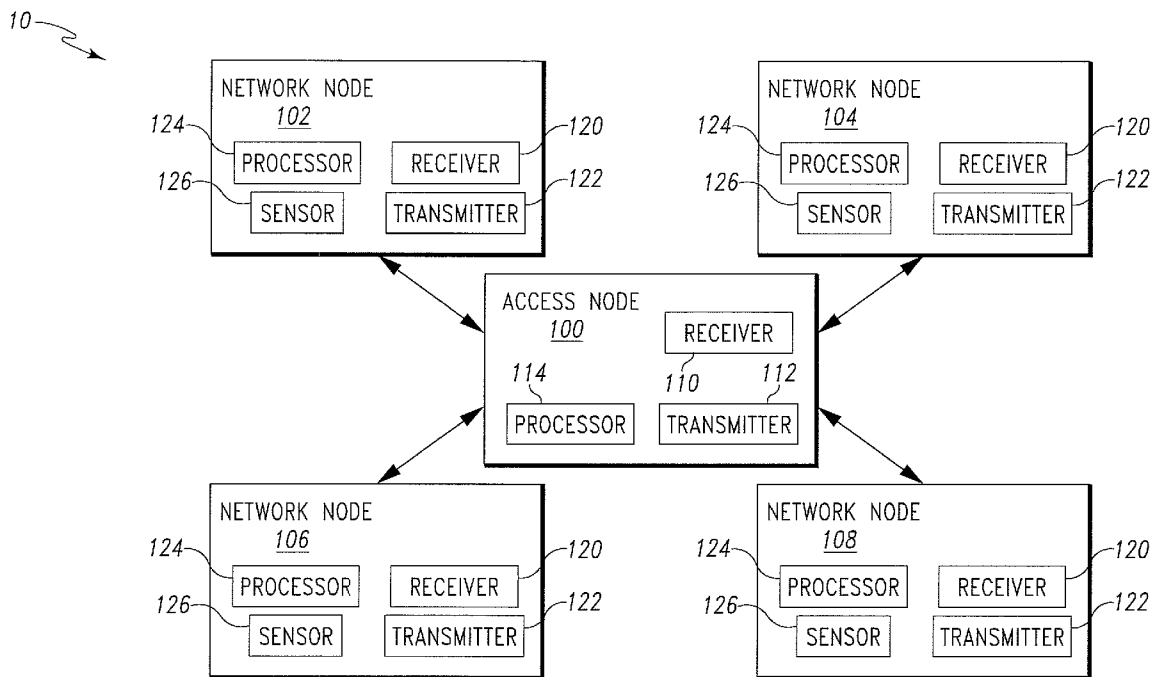 10
NETWORK NODE
102
124
120
PROCESSOR
RECEIVER
126
122
SENSOR
TRANSMITTER
NETWORK NODE
104
124
120
PROCESSOR
RECEIVER
126
122
SENSOR
TRANSMITTER
ACCESS NODE
100
RECEIVER
110
114
112
PROCESSOR
TRANSMITTER
NETWORK NODE
106
124
120
PROCESSOR
RECEIVER
126
122
SENSOR
TRANSMITTER
NETWORK NODE
108
124
120
PROCESSOR
RECEIVER
126
122
SENSOR
TRANSMITTER